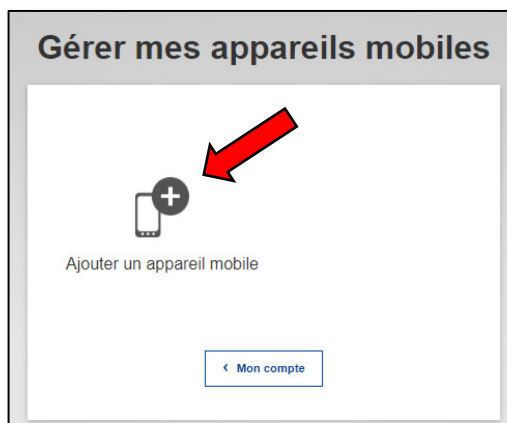 Gérer mes appareils mobiles
Ajouter un appareil mobile
‹ Mon compte